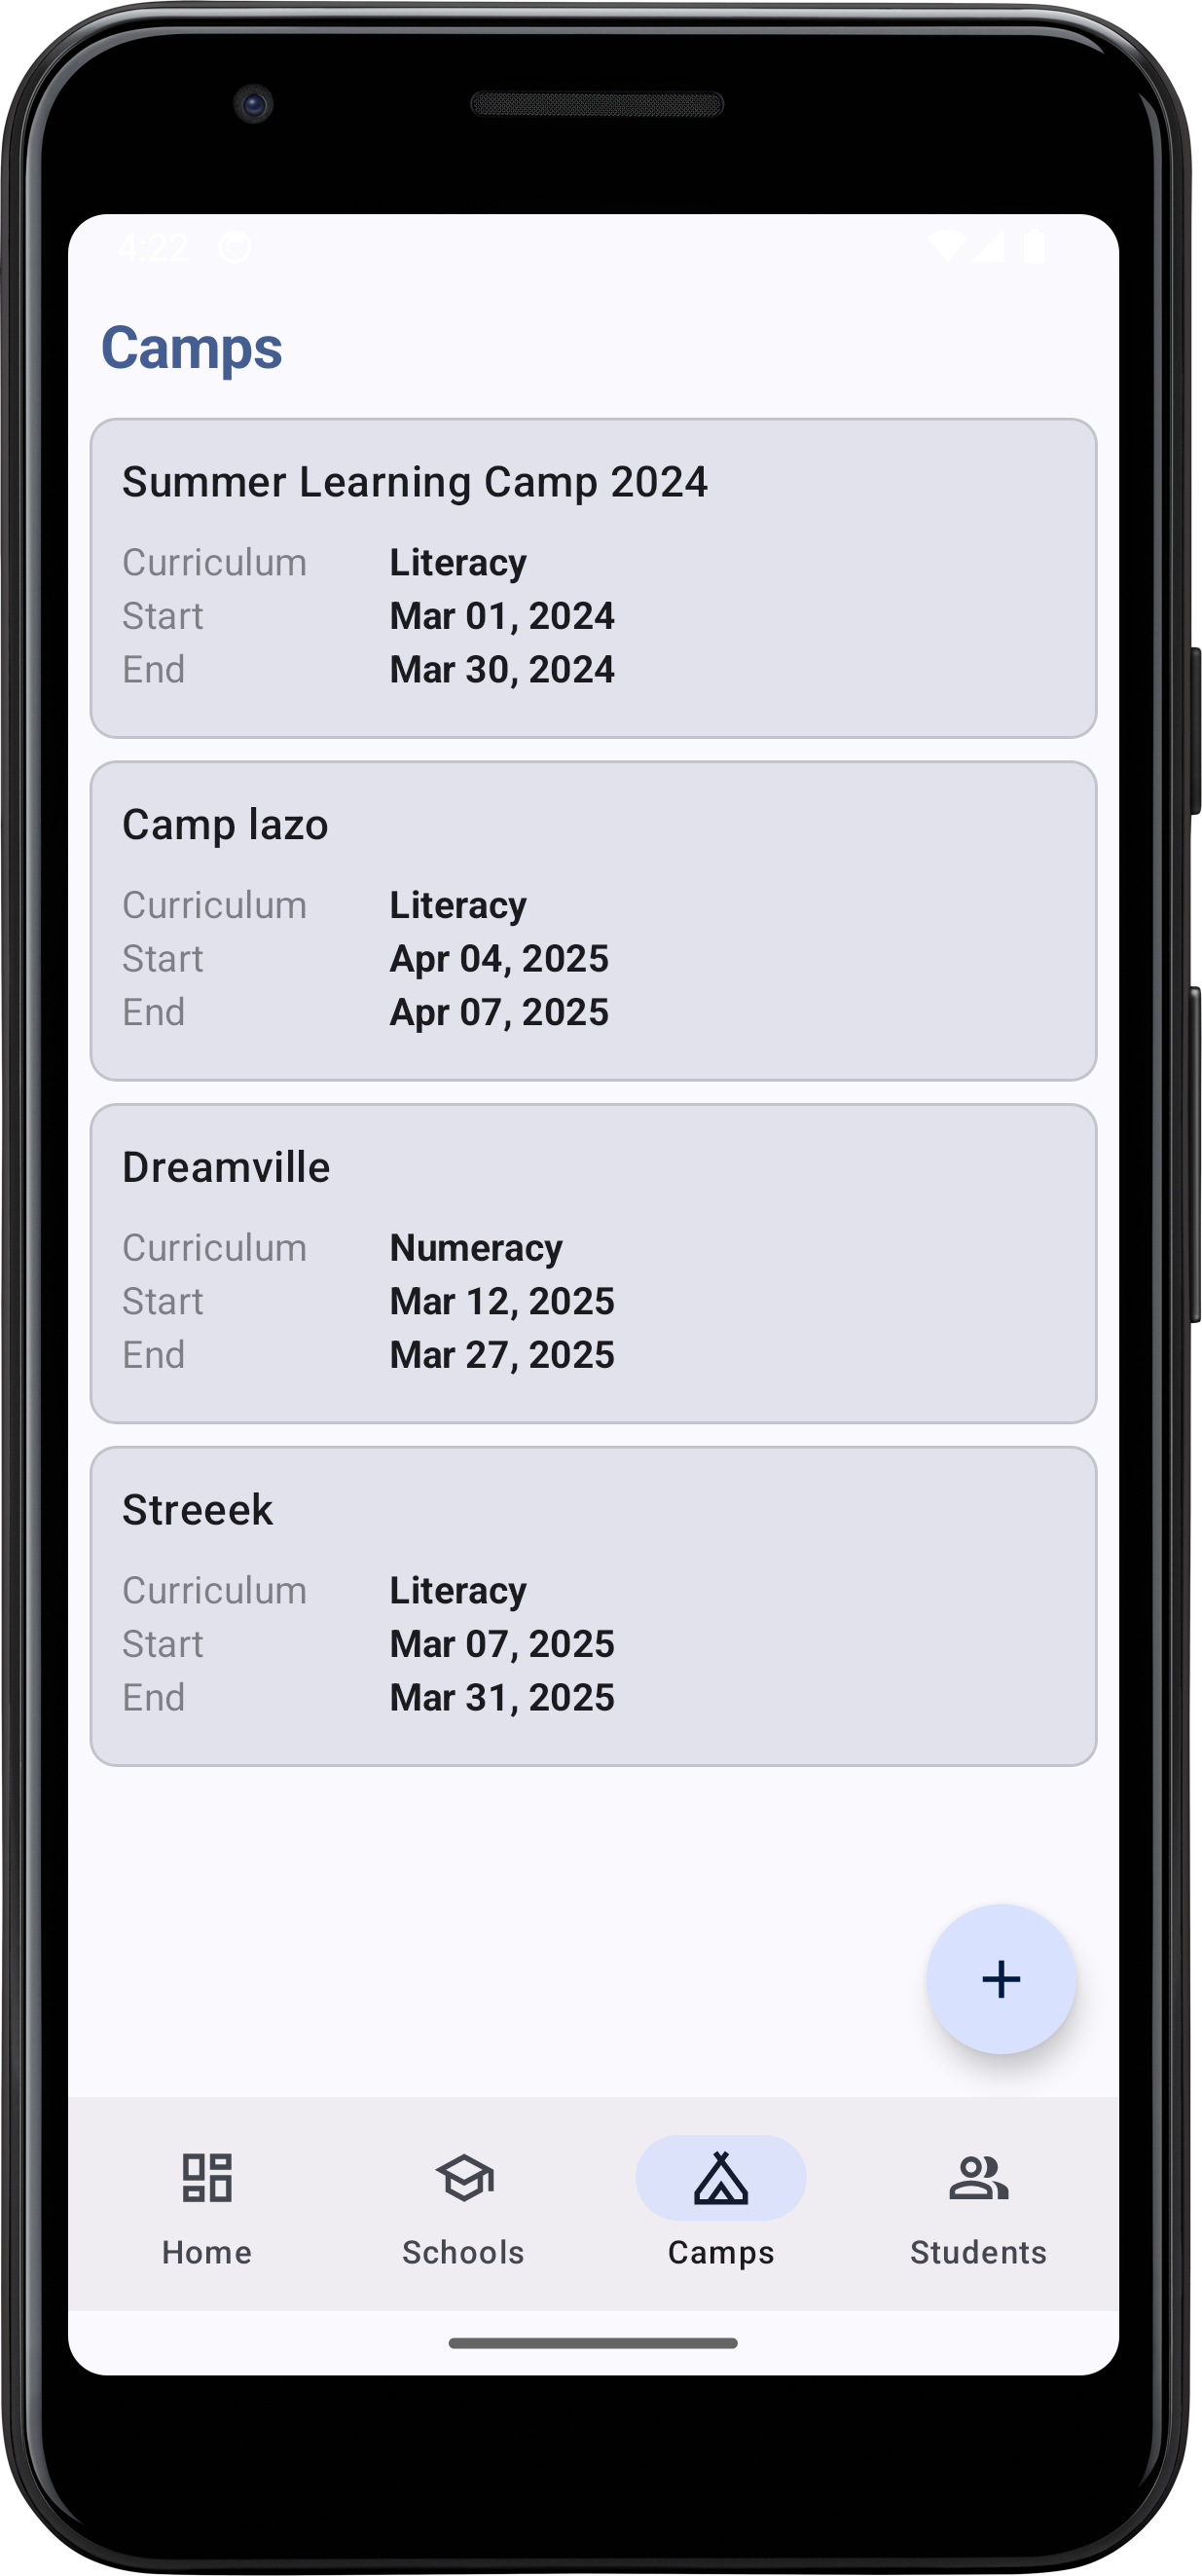 4:22
Camps
Summer Learning Camp 2024
Curriculum Literacy
Start Mar 01, 2024
End Mar 30, 2024
Camp lazo
Curriculum Literacy
Start Apr 04, 2025
End Apr 07, 2025
Dreamville
Curriculum Numeracy
Start Mar 12, 2025
End Mar 27, 2025
Streeek
Curriculum Literacy
Start Mar 07, 2025
End Mar 31, 2025
Home Schools Camps Students